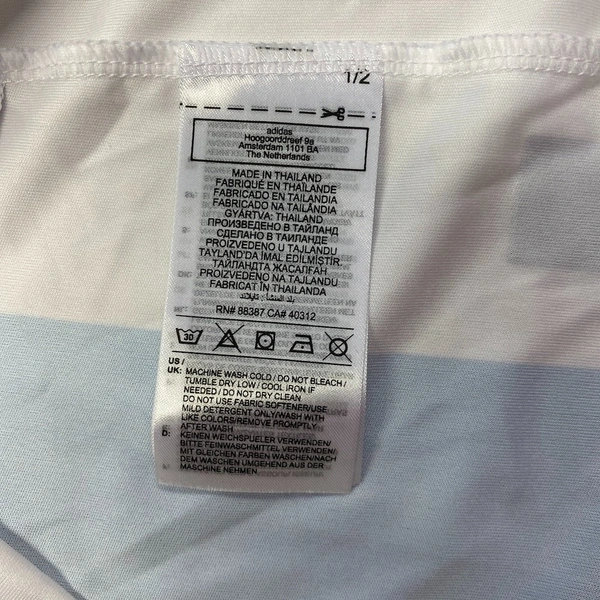 1/2
adidas
Hoogoorddreef 9a
Amsterdam 1101 BA
The Netherlands
MADE IN THAILAND
FABRIQUÉ EN THAÏLANDE
FABRICADO EN TAILANDIA
FABRICADO NA TAILÂNDIA
GYÁRTVA: THAILAND
ПРОИЗВЕДЕНО В ТАЙЛАНД
СДЕЛАНО В ТАИЛАНДЕ
PROIZVEDENO U TAJLANDU
TAYLAND'DA İMAL EDİLMİŞTİR.
ТАЙЛАНДТА ЖАСАЛҒАН
PROIZVEDENO NA TAJLANDU
FABRICAT ÎN THAILANDA
بلد المنشأ: تايلاند
RN# 88387 CA# 40312
30
US /
UK: MACHINE WASH COLD / DO NOT BLEACH /
TUMBLE DRY LOW / COOL IRON IF
NEEDED / DO NOT DRY CLEAN
DO NOT USE FABRIC SOFTENER/USE
MILD DETERGENT ONLY/WASH WITH
LIKE COLORS/REMOVE PROMPTLY
AFTER WASH
D: KEINEN WEICHSPUELER VERWENDEN/
BITTE FEINWASCHMITTEL VERWENDEN/
MIT GLEICHEN FARBEN WASCHEN/NACH
DEM WASCHEN UMGEHEND AUS DER
MASCHINE NEHMEN